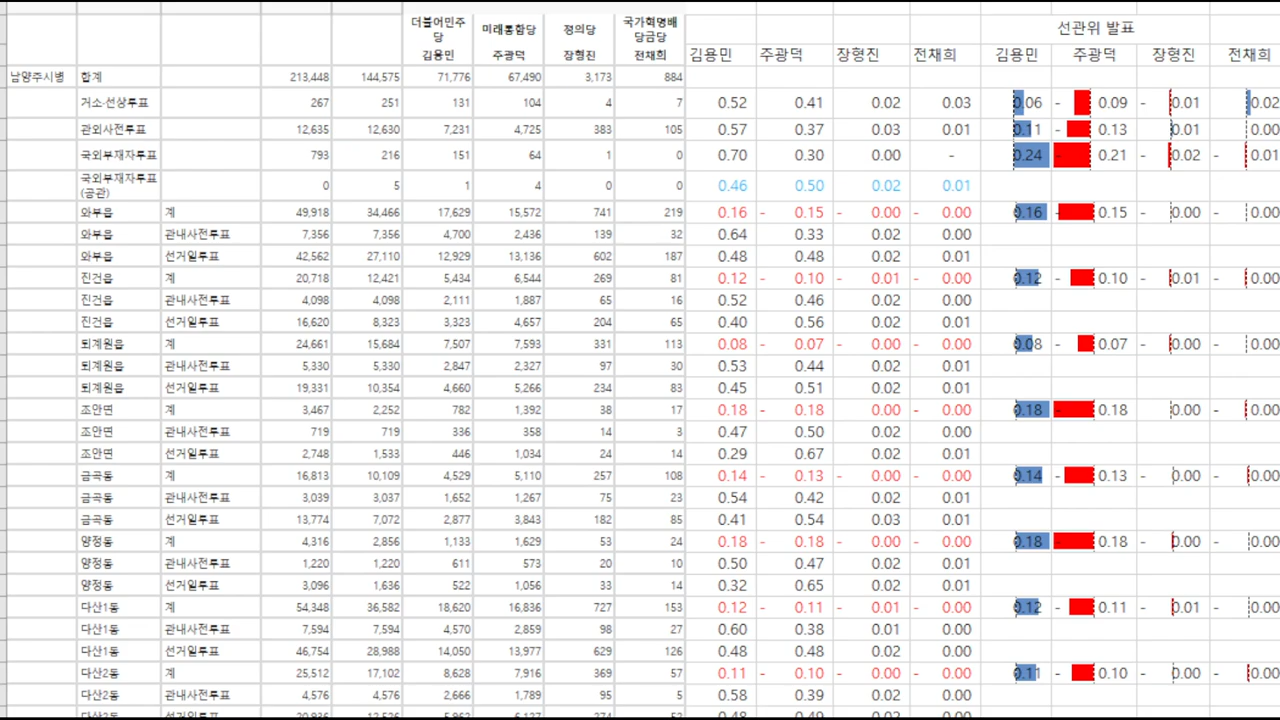 더불어민주당 미래통합당 정의당 국가혁명배당금당 선관위 발표
김용민 주광덕 장형진 전채희 김용민 주광덕 장형진 전채희 김용민 주광덕 장형진 전채희
남양주시병 합계 213,448 144,575 71,776 67,490 3,173 884
거소·선상투표 267 251 131 104 4 7 0.52 0.41 0.02 0.03 0.06 - 0.09 - 0.01 0.02
관외사전투표 12,635 12,630 7,231 4,725 383 105 0.57 0.37 0.03 0.01 0.11 - 0.13 0.01 0.00
국외부재자투표 793 216 151 64 1 0 0.70 0.30 0.00 - 0.24 - 0.21 - 0.02 - 0.01
국외부재자투표(공관) 0 5 1 4 0 0 0.46 0.50 0.02 0.01
와부읍 계 49,918 34,466 17,629 15,572 741 219 0.16 - 0.15 - 0.00 - 0.00 0.16 - 0.15 - 0.00 - 0.00
와부읍 관내사전투표 7,356 7,356 4,700 2,436 139 32 0.64 0.33 0.02 0.00
와부읍 선거일투표 42,562 27,110 12,929 13,136 602 187 0.48 0.48 0.02 0.01
진건읍 계 20,718 12,421 5,434 6,544 269 81 0.12 - 0.10 - 0.01 - 0.00 0.12 - 0.10 - 0.01 - 0.00
진건읍 관내사전투표 4,098 4,098 2,111 1,887 65 16 0.52 0.46 0.02 0.00
진건읍 선거일투표 16,620 8,323 3,323 4,657 204 65 0.40 0.56 0.02 0.01
퇴계원읍 계 24,661 15,684 7,507 7,593 331 113 0.08 - 0.07 - 0.00 - 0.00 0.08 - 0.07 - 0.00 - 0.00
퇴계원읍 관내사전투표 5,330 5,330 2,847 2,327 97 30 0.53 0.44 0.02 0.01
퇴계원읍 선거일투표 19,331 10,354 4,660 5,266 234 83 0.45 0.51 0.02 0.01
조안면 계 3,467 2,252 782 1,392 38 17 0.18 - 0.18 0.00 - 0.00 0.18 - 0.18 0.00 - 0.00
조안면 관내사전투표 719 719 336 358 14 3 0.47 0.50 0.02 0.00
조안면 선거일투표 2,748 1,533 446 1,034 24 14 0.29 0.67 0.02 0.01
금곡동 계 16,813 10,109 4,529 5,110 257 108 0.14 - 0.13 - 0.00 - 0.00 0.14 - 0.13 - 0.00 - 0.00
금곡동 관내사전투표 3,039 3,037 1,652 1,267 75 23 0.54 0.42 0.02 0.01
금곡동 선거일투표 13,774 7,072 2,877 3,843 182 85 0.41 0.54 0.03 0.01
양정동 계 4,316 2,856 1,133 1,629 53 24 0.18 - 0.18 - 0.00 - 0.00 0.18 - 0.18 - 0.00 - 0.00
양정동 관내사전투표 1,220 1,220 611 573 20 10 0.50 0.47 0.02 0.01
양정동 선거일투표 3,096 1,636 522 1,056 33 14 0.32 0.65 0.02 0.01
다산1동 계 54,348 36,582 18,620 16,836 727 153 0.12 - 0.11 - 0.01 - 0.00 0.12 - 0.11 - 0.01 - 0.00
다산1동 관내사전투표 7,594 7,594 4,570 2,859 98 27 0.60 0.38 0.01 0.00
다산1동 선거일투표 46,754 28,988 14,050 13,977 629 126 0.48 0.48 0.02 0.00
다산2동 계 25,512 17,102 8,628 7,916 369 57 0.11 - 0.10 - 0.00 - 0.00 0.11 - 0.10 - 0.00 - 0.00
다산2동 관내사전투표 4,576 4,576 2,666 1,789 95 5 0.58 0.39 0.02 0.00
다산2동 선거일투표